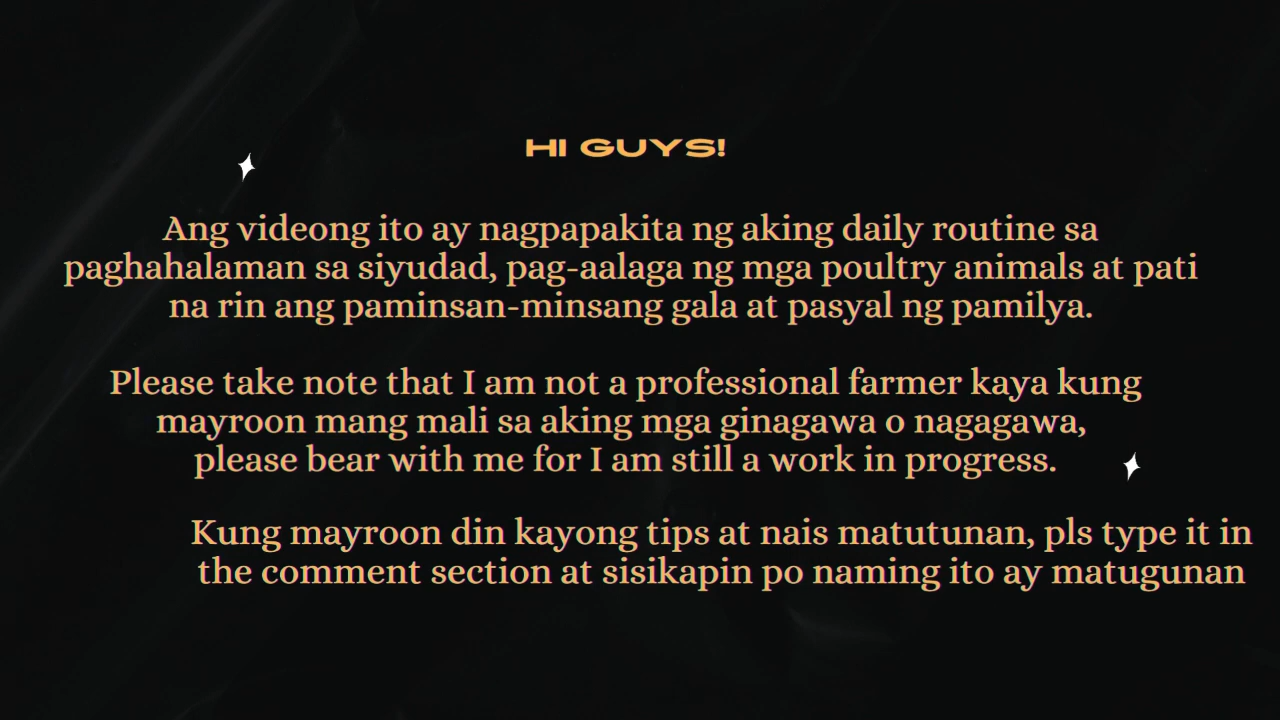 HI GUYS!
Ang videong ito ay nagpapakita ng aking daily routine sa
paghahalaman sa siyudad, pag-aalaga ng mga poultry animals at pati
na rin ang paminsan-minsang gala at pasyal ng pamilya.
Please take note that I am not a professional farmer kaya kung
mayroon mang mali sa aking mga ginagawa o nagagawa,
please bear with me for I am still a work in progress.
Kung mayroon din kayong tips at nais matutunan, pls type it in
the comment section at sisikapin po naming ito ay matugunan